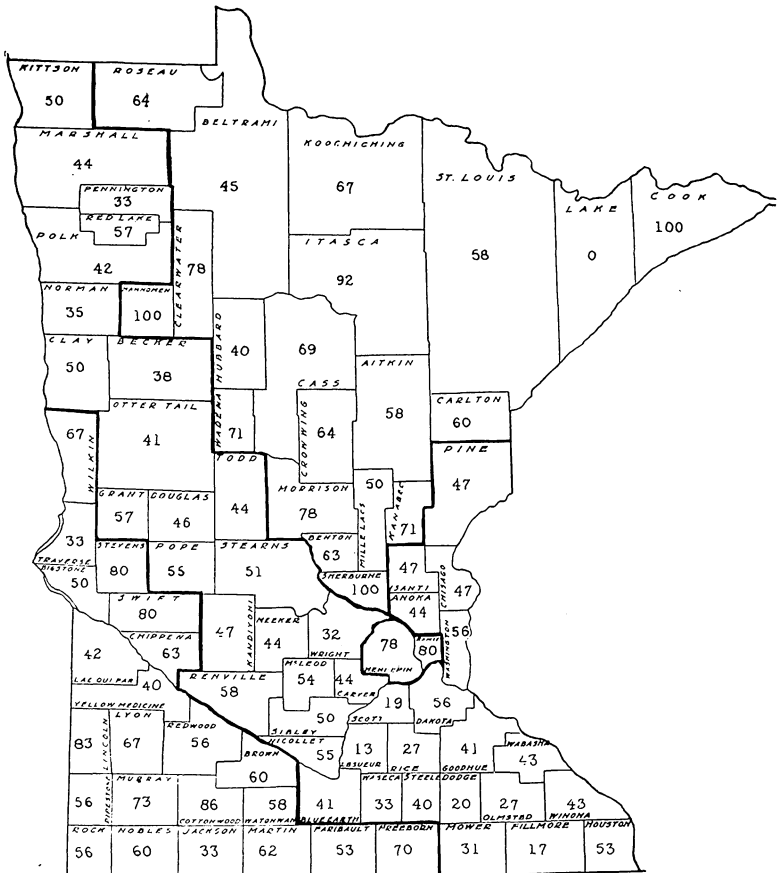 KITTSON
50
ROSEAU
64
BELTRAMI
45
KOOCHICHING
67
ST. LOUIS
58
LAKE
0
COOK
100
MARSHALL
44
PENNINGTON
33
RED LAKE
57
POLK
42
CLEARWATER
78
ITASCA
92
NORMAN
35
MAHNOMEN
100
CLAY
50
BECKER
38
HUBBARD
40
69
CASS
AITKIN
58
CARLTON
60
WILKIN
67
OTTER TAIL
41
WADENA
71
CROW WING
64
PINE
47
GRANT
57
DOUGLAS
46
TODD
44
MORRISON
78
MILLE LACS
50
KANABEC
71
33
TRAVERSE
BIGSTONE
50
STEVENS
80
POPE
55
STEARNS
51
BENTON
63
SHERBURNE
100
47
ISANTI
CHISAGO
47
ANOKA
44
SWIFT
80
CHIPPEWA
63
KANDIYOHI
47
MEEKER
44
32
WRIGHT
78
HENNEPIN
80
WASHINGTON
56
42
LAC QUI PAR
40
YELLOW MEDICINE
RENVILLE
58
McLEOD
54
44
CARVER
19
SCOTT
56
DAKOTA
50
SIBLEY
NICOLLET
55
83
LINCOLN
LYON
67
REDWOOD
56
BROWN
60
13
LESUEUR
27
RICE
41
GOODHUE
WABASHA
43
56
PIPESTONE
MURRAY
73
86
COTTONWOOD
58
WATONWAN
41
BLUE EARTH
WASECA
33
STEELE
40
DODGE
20
27
OLMSTED
43
WINONA
ROCK
56
NOBLES
60
JACKSON
33
MARTIN
62
FARIBAULT
53
FREEBORN
70
MOWER
31
FILLMORE
17
HOUSTON
53